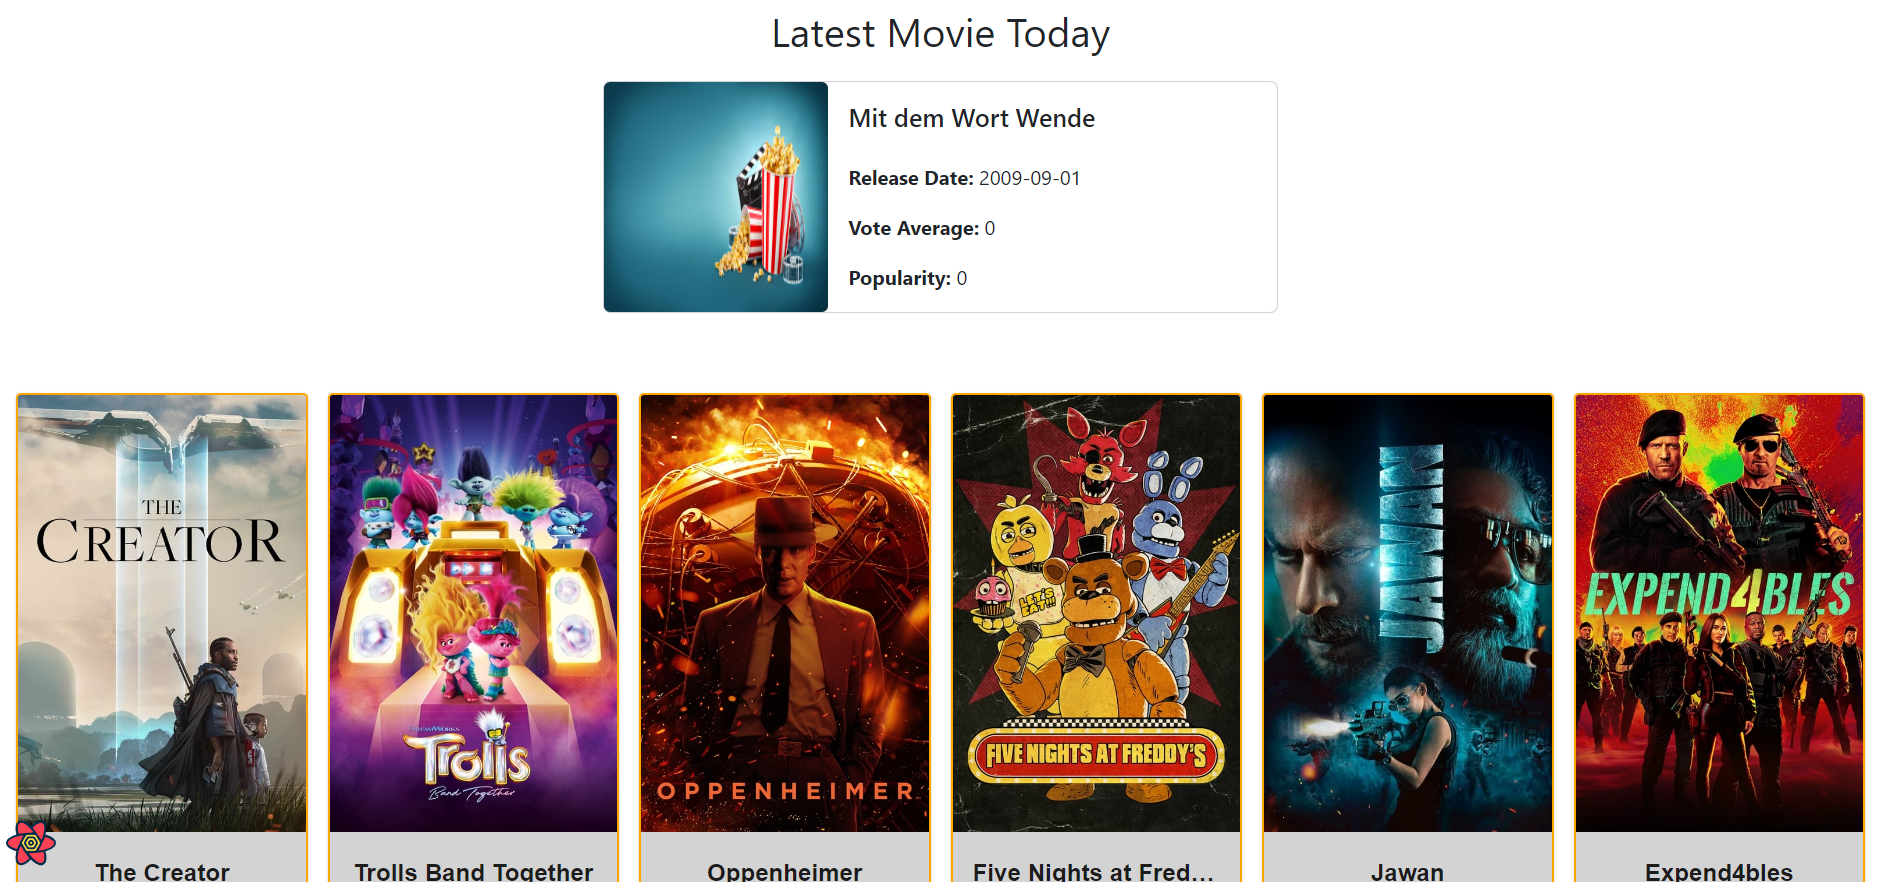 Latest Movie Today
Mit dem Wort Wende
Release Date: 2009-09-01
Vote Average: 0
Popularity: 0
THE
CREATOR
DREAMWORKS
Trolls
Band Together
OPPENHEIMER
LET'S
EAT!!!
FIVE NIGHTS AT FREDDY'S
JAWAN
EXPEND4BLES
The Creator
Trolls Band Together
Oppenheimer
Five Nights at Fred...
Jawan
Expend4bles